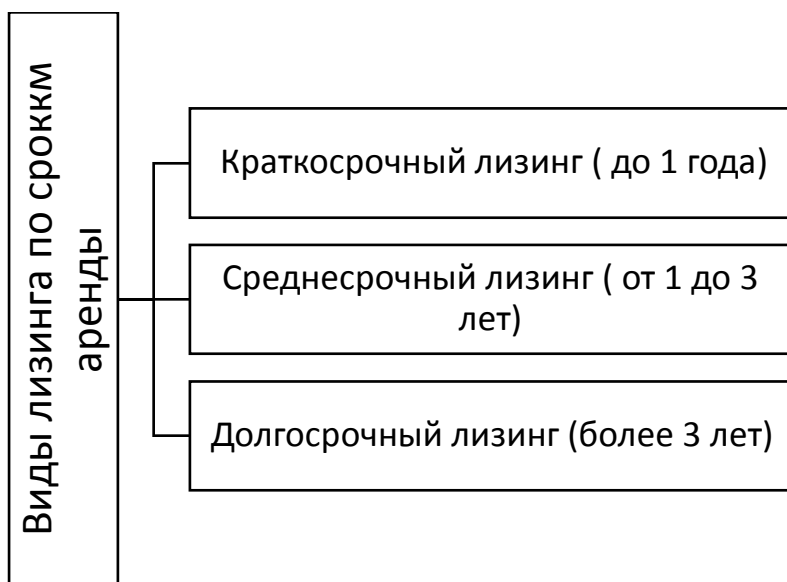 Виды лизинга по сроккм
аренды
Краткосрочный лизинг ( до 1 года)
Среднесрочный лизинг ( от 1 до 3
лет)
Долгосрочный лизинг (более 3 лет)